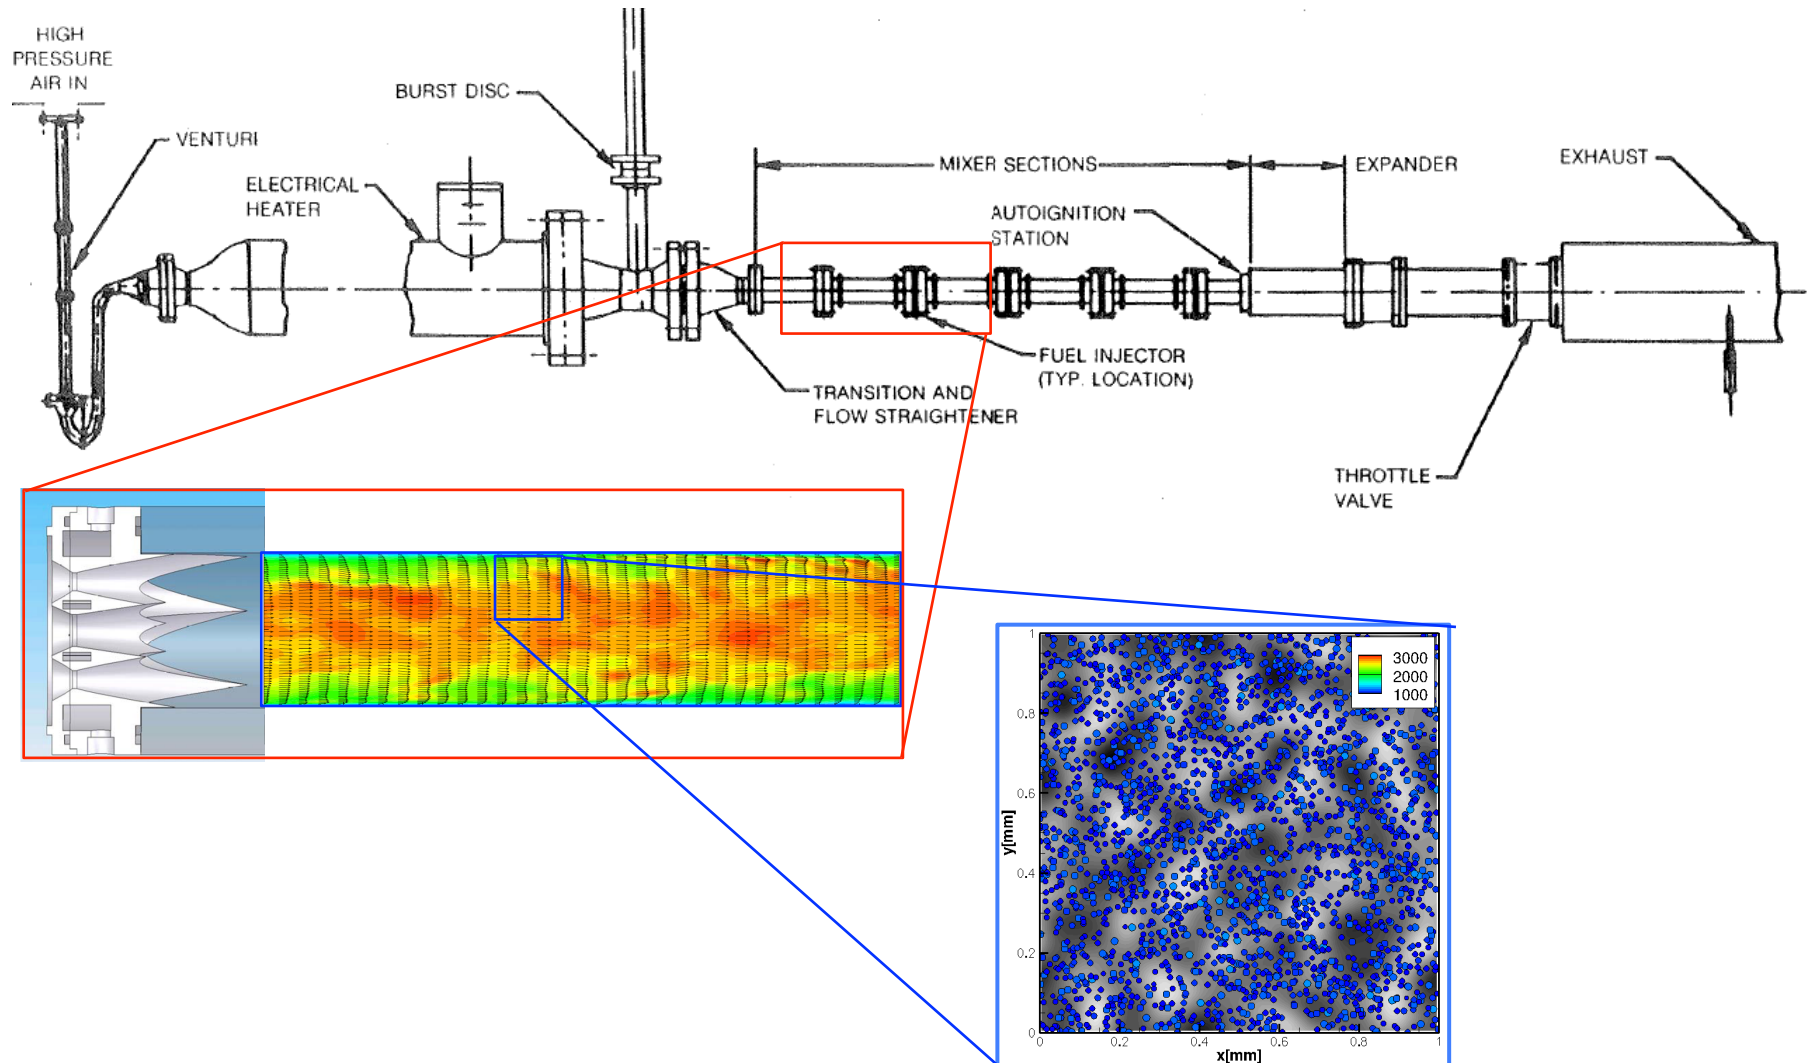 HIGH
PRESSURE
AIR IN
VENTURI
BURST DISC
ELECTRICAL
HEATER
MIXER SECTIONS
EXPANDER
EXHAUST
AUTOIGNITION
STATION
FUEL INJECTOR
(TYP. LOCATION)
TRANSITION AND
FLOW STRAIGHTENER
THROTTLE
VALVE
3000
2000
1000
1
0.8
0.6
0.4
0.2
0
y[mm]
0 0.2 0.4 0.6 0.8 1
x[mm]